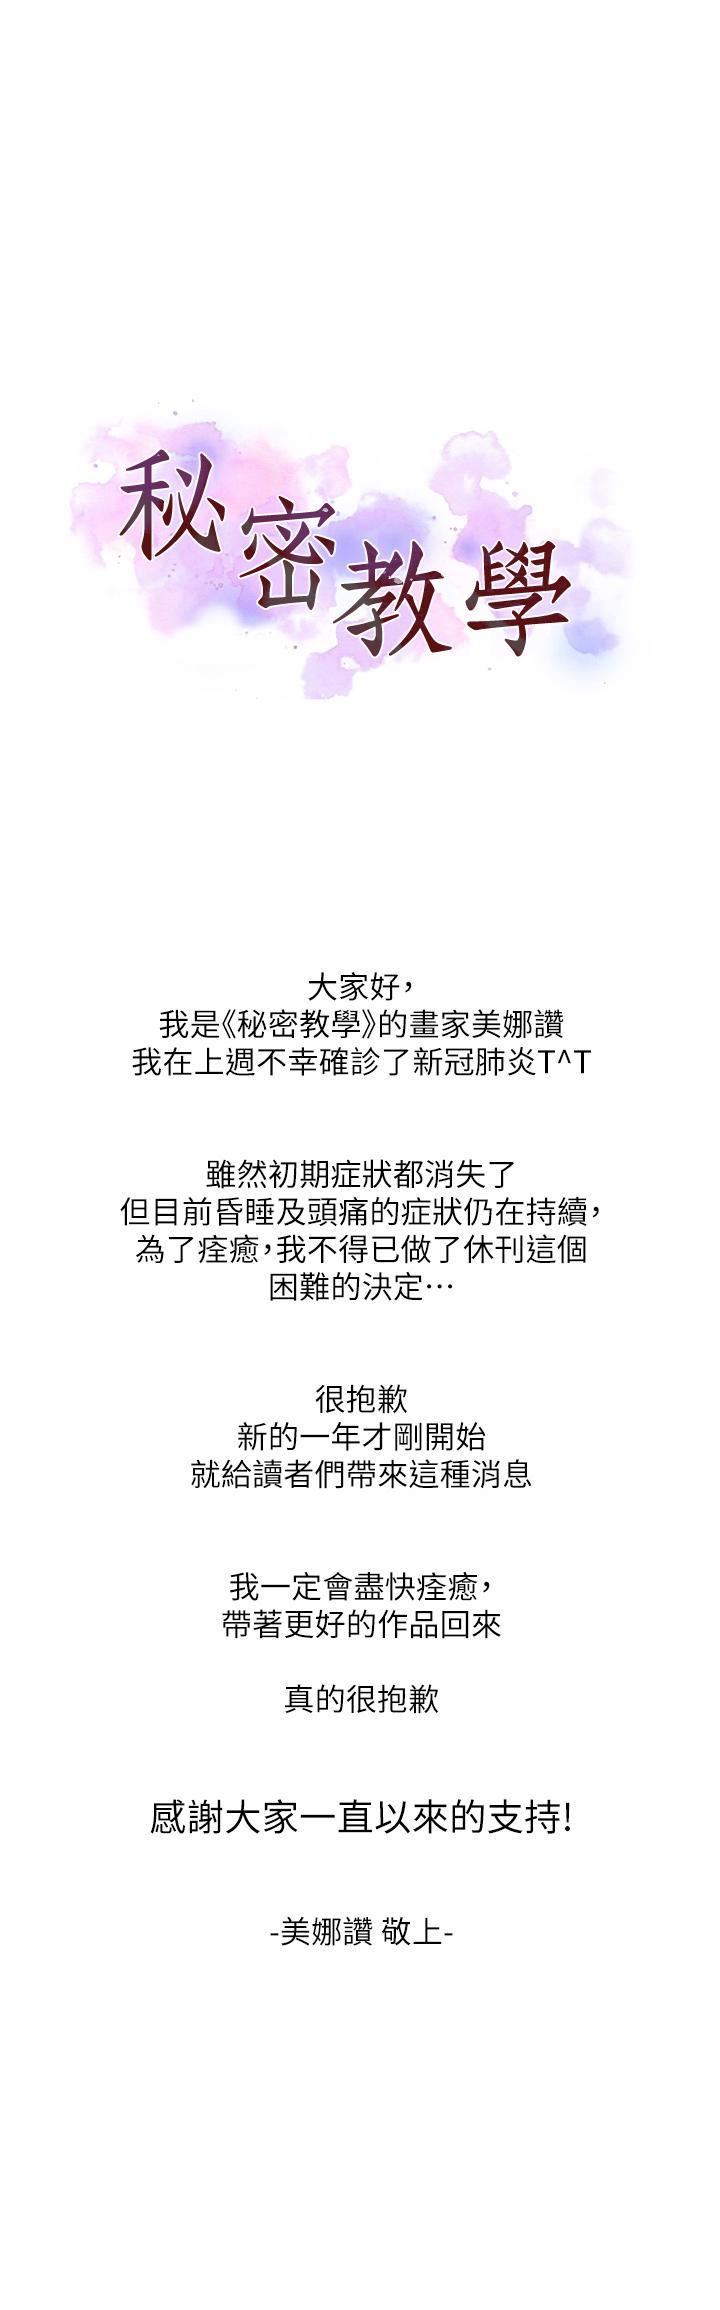 秘密教學
大家好，
我是《秘密教學》的畫家美娜讚
我在上週不幸確診了新冠肺炎T^T
雖然初期症狀都消失了
但目前昏睡及頭痛的症狀仍在持續，
為了痊癒，我不得已做了休刊這個
困難的決定…
很抱歉
新的一年才剛開始
就給讀者們帶來這種消息
我一定會盡快痊癒，
帶著更好的作品回來
真的很抱歉
感謝大家一直以來的支持!
-美娜讚 敬上-